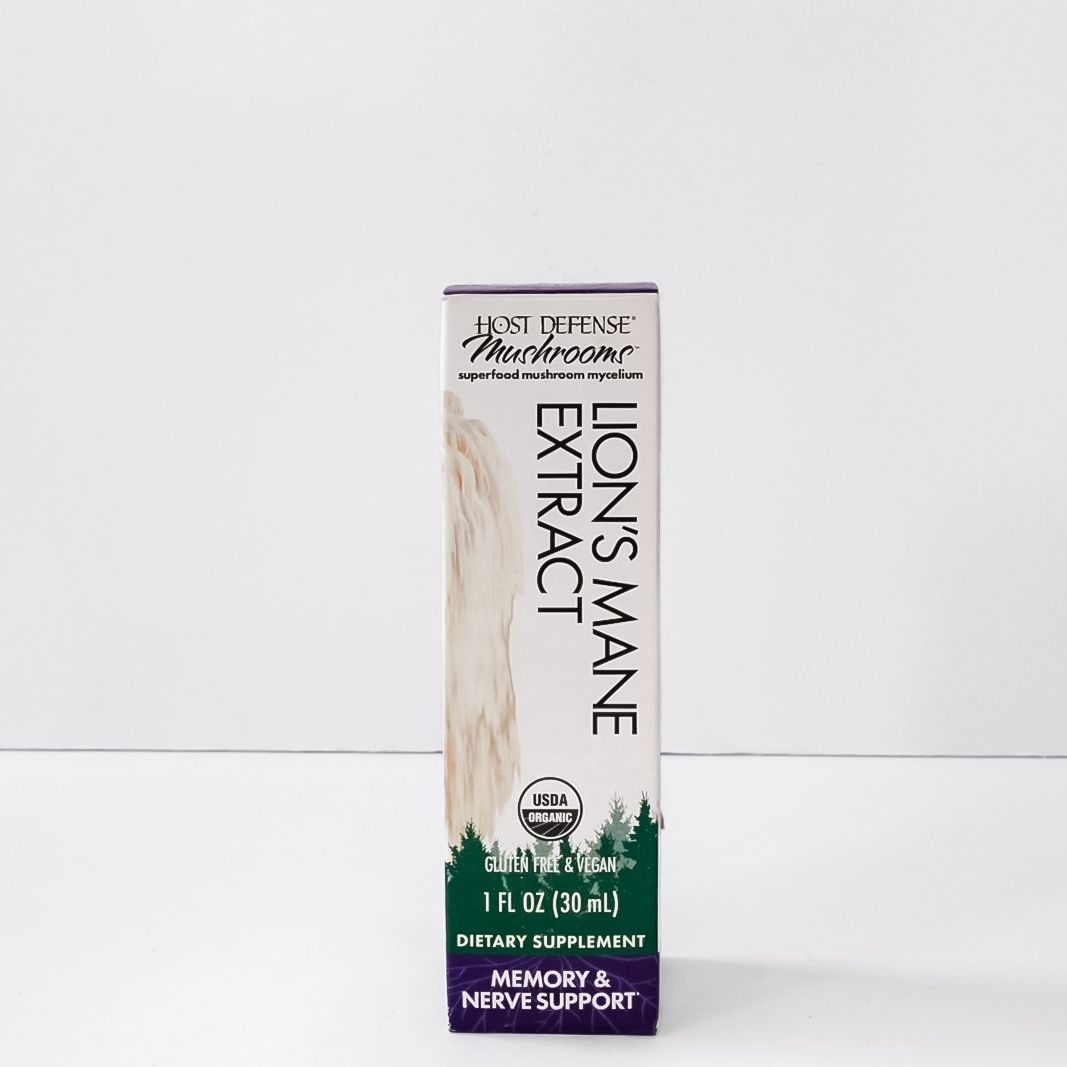 HOST DEFENSE®
Mushrooms™
superfood mushroom mycelium
LION'S MANE
EXTRACT
USDA
ORGANIC
GLUTEN FREE & VEGAN
1 FL OZ (30 mL)
DIETARY SUPPLEMENT
MEMORY &
NERVE SUPPORT*